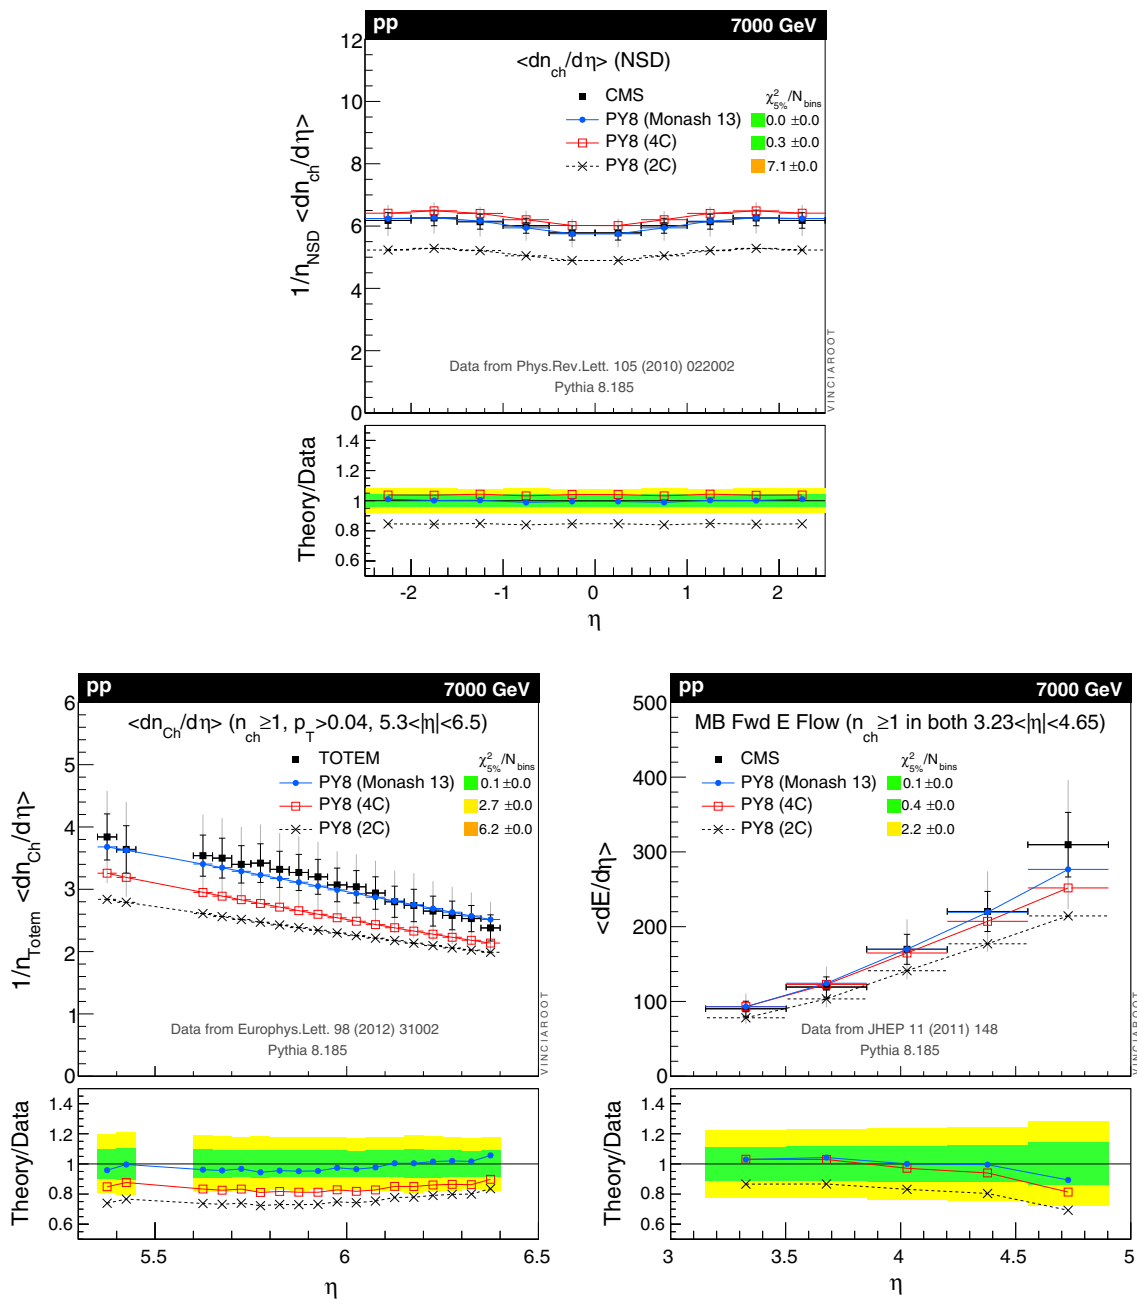 pp 7000 GeV
<dn_ch/dη> (NSD)
CMS χ²_5%/N_bins
PY8 (Monash 13) 0.0 ±0.0
PY8 (4C) 0.3 ±0.0
PY8 (2C) 7.1 ±0.0
1/n_NSD <dn_ch/dη>
12
10
8
6
4
2
0
Data from Phys.Rev.Lett. 105 (2010) 022002
Pythia 8.185
VINCIAROOT
Theory/Data
1.4
1.2
1
0.8
0.6
-2 -1 0 1 2
η
pp 7000 GeV
<dn_Ch/dη> (n_ch≥1, p_T>0.04, 5.3<|η|<6.5)
TOTEM χ²_5%/N_bins
PY8 (Monash 13) 0.1 ±0.0
PY8 (4C) 2.7 ±0.0
PY8 (2C) 6.2 ±0.0
1/n_Totem <dn_Ch/dη>
6
5
4
3
2
1
0
Data from Europhys.Lett. 98 (2012) 31002
Pythia 8.185
VINCIAROOT
Theory/Data
1.4
1.2
1
0.8
0.6
5.5 6 6.5
η
pp 7000 GeV
MB Fwd E Flow (n_ch≥1 in both 3.23<|η|<4.65)
CMS χ²_5%/N_bins
PY8 (Monash 13) 0.1 ±0.0
PY8 (4C) 0.4 ±0.0
PY8 (2C) 2.2 ±0.0
<dE/dη>
500
400
300
200
100
0
Data from JHEP 11 (2011) 148
Pythia 8.185
VINCIAROOT
Theory/Data
1.4
1.2
1
0.8
0.6
3 3.5 4 4.5 5
η